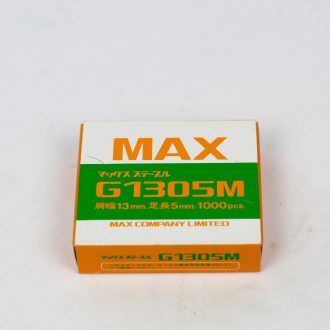 MAX
マックス ステープル
G1305M
肩幅13mm. 足長5mm. 1000pcs.
MAX COMPANY LIMITED
マックス ステープル G1305M